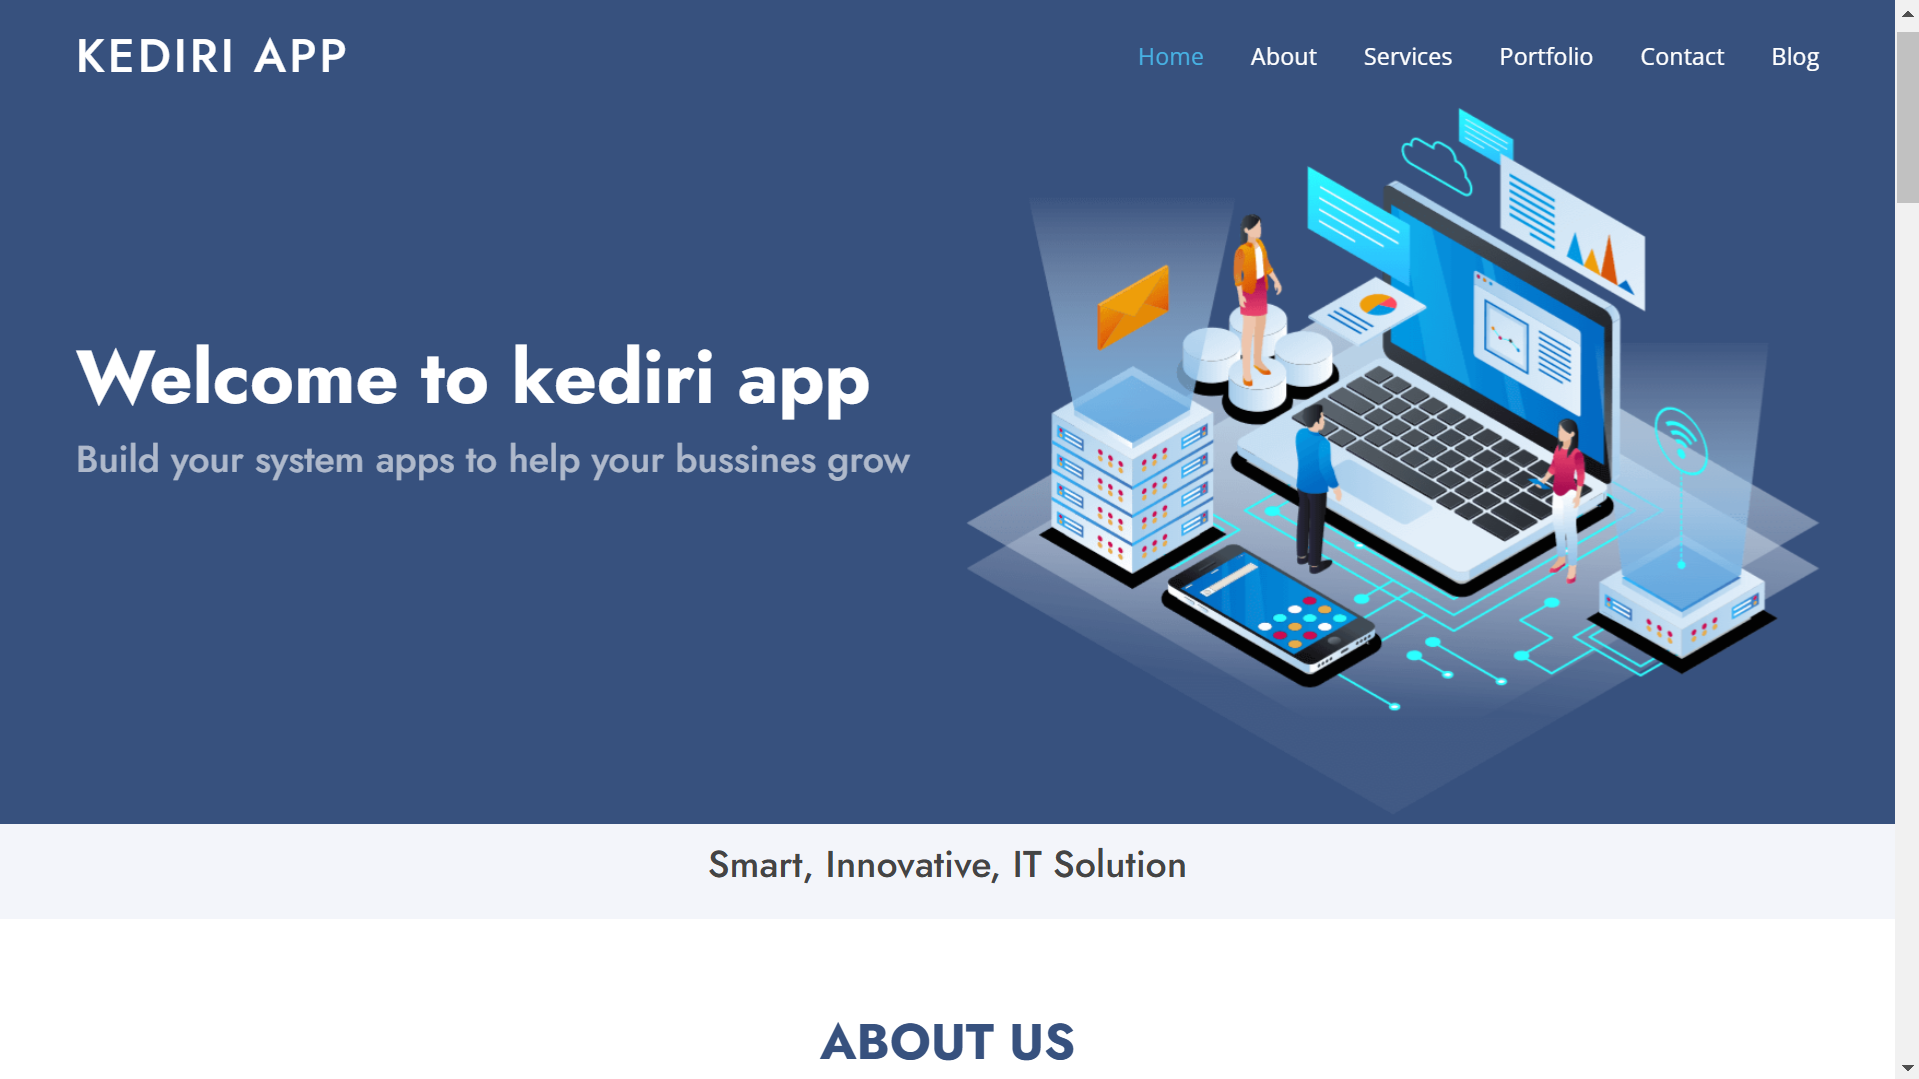 KEDIRI APP
Home About Services Portfolio Contact Blog
Welcome to kediri app
Build your system apps to help your bussines grow
Smart, Innovative, IT Solution
ABOUT US